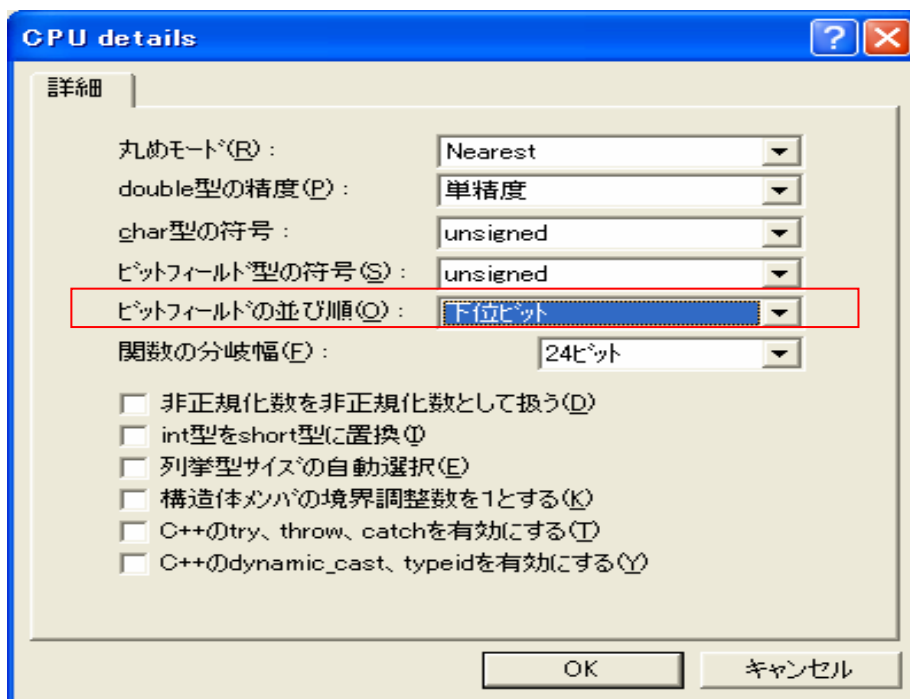 CPU details
詳細
丸めモード(R) : Nearest
double型の精度(P) : 単精度
char型の符号 : unsigned
ビットフィールド型の符号(S) : unsigned
ビットフィールドの並び順(O) : 下位ビット
関数の分岐幅(F) : 24ビット
非正規化数を非正規化数として扱う(D)
int型をshort型に置換(I)
列挙型サイズの自動選択(E)
構造体メンバの境界調整数を1とする(K)
C++のtry、throw、catchを有効にする(T)
C++のdynamic_cast、typeidを有効にする(Y)
OK キャンセル